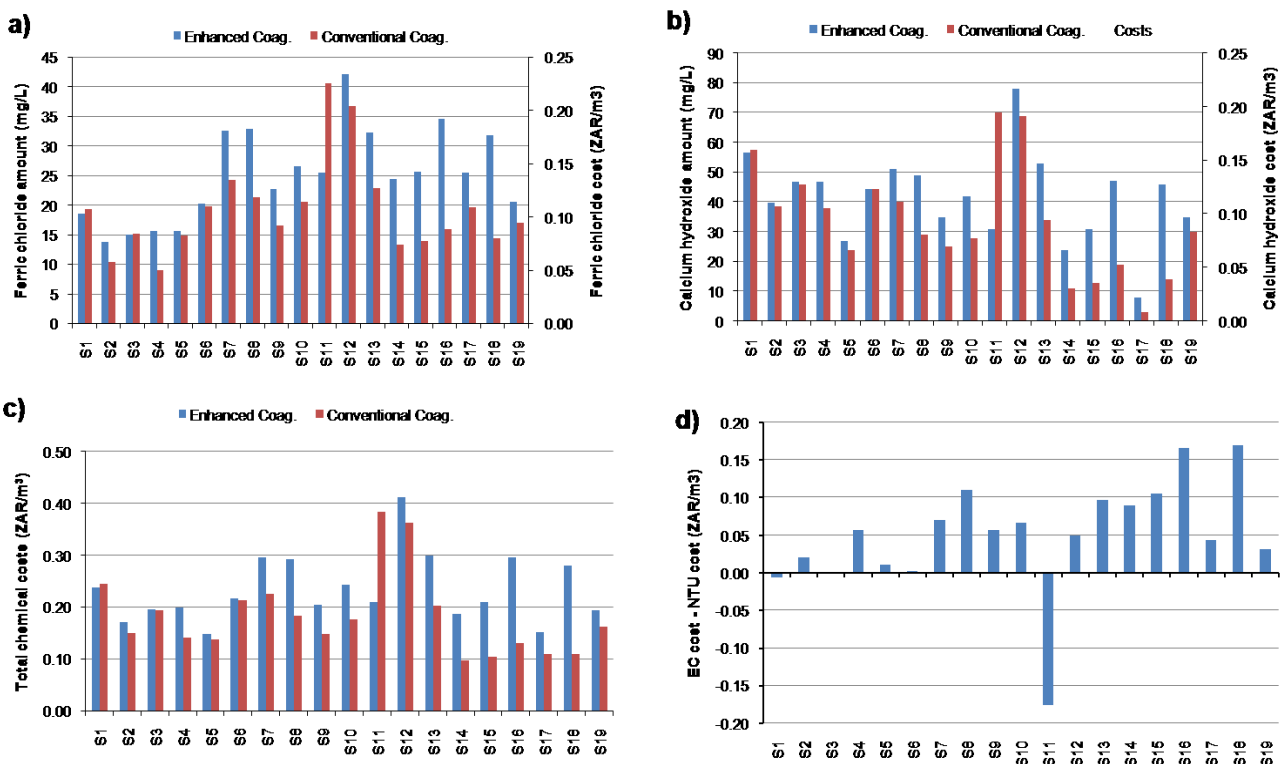 a)
Enhanced Coag. Conventional Coag.
Ferric chloride amount (mg/L)
45
40
35
30
25
20
15
10
5
0
0.25
0.20
0.15
0.10
0.05
0.00
Ferric chloride cost (ZAR/m3)
S1 S2 S3 S4 S5 S6 S7 S8 S9 S10 S11 S12 S13 S14 S15 S16 S17 S18 S19
b)
Enhanced Coag. Conventional Coag. Costs
Calcium hydroxide amount (mg/L)
90
80
70
60
50
40
30
20
10
0
0.25
0.20
0.15
0.10
0.05
0.00
Calcium hydroxide cost (ZAR/m3)
S1 S2 S3 S4 S5 S6 S7 S8 S9 S10 S11 S12 S13 S14 S15 S16 S17 S18 S19
c)
Enhanced Coag. Conventional Coag.
Total chemical costs (ZAR/m³)
0.50
0.40
0.30
0.20
0.10
0.00
S1 S2 S3 S4 S5 S6 S7 S8 S9 S10 S11 S12 S13 S14 S15 S16 S17 S18 S19
d)
EC cost - NTU cost (ZAR/m3)
0.20
0.15
0.10
0.05
0.00
-0.05
-0.10
-0.15
-0.20
S1 S2 S3 S4 S5 S6 S7 S8 S9 S10 S11 S12 S13 S14 S15 S16 S17 S18 S19